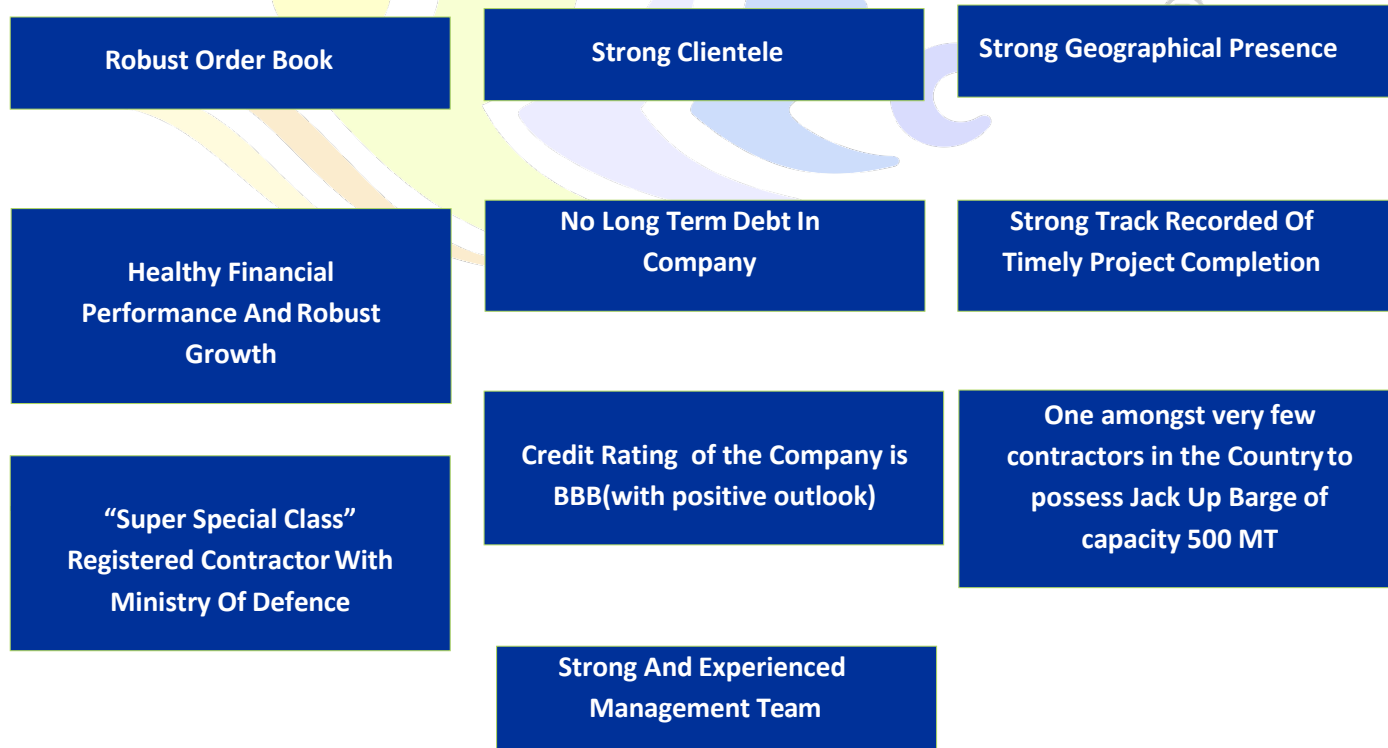 Robust Order Book
Strong Clientele
Strong Geographical Presence
Healthy Financial
Performance And Robust
Growth
No Long Term Debt In
Company
Strong Track Recorded Of
Timely Project Completion
“Super Special Class”
Registered Contractor With
Ministry Of Defence
Credit Rating of the Company is
BBB(with positive outlook)
One amongst very few
contractors in the Country to
possess Jack Up Barge of
capacity 500 MT
Strong And Experienced
Management Team